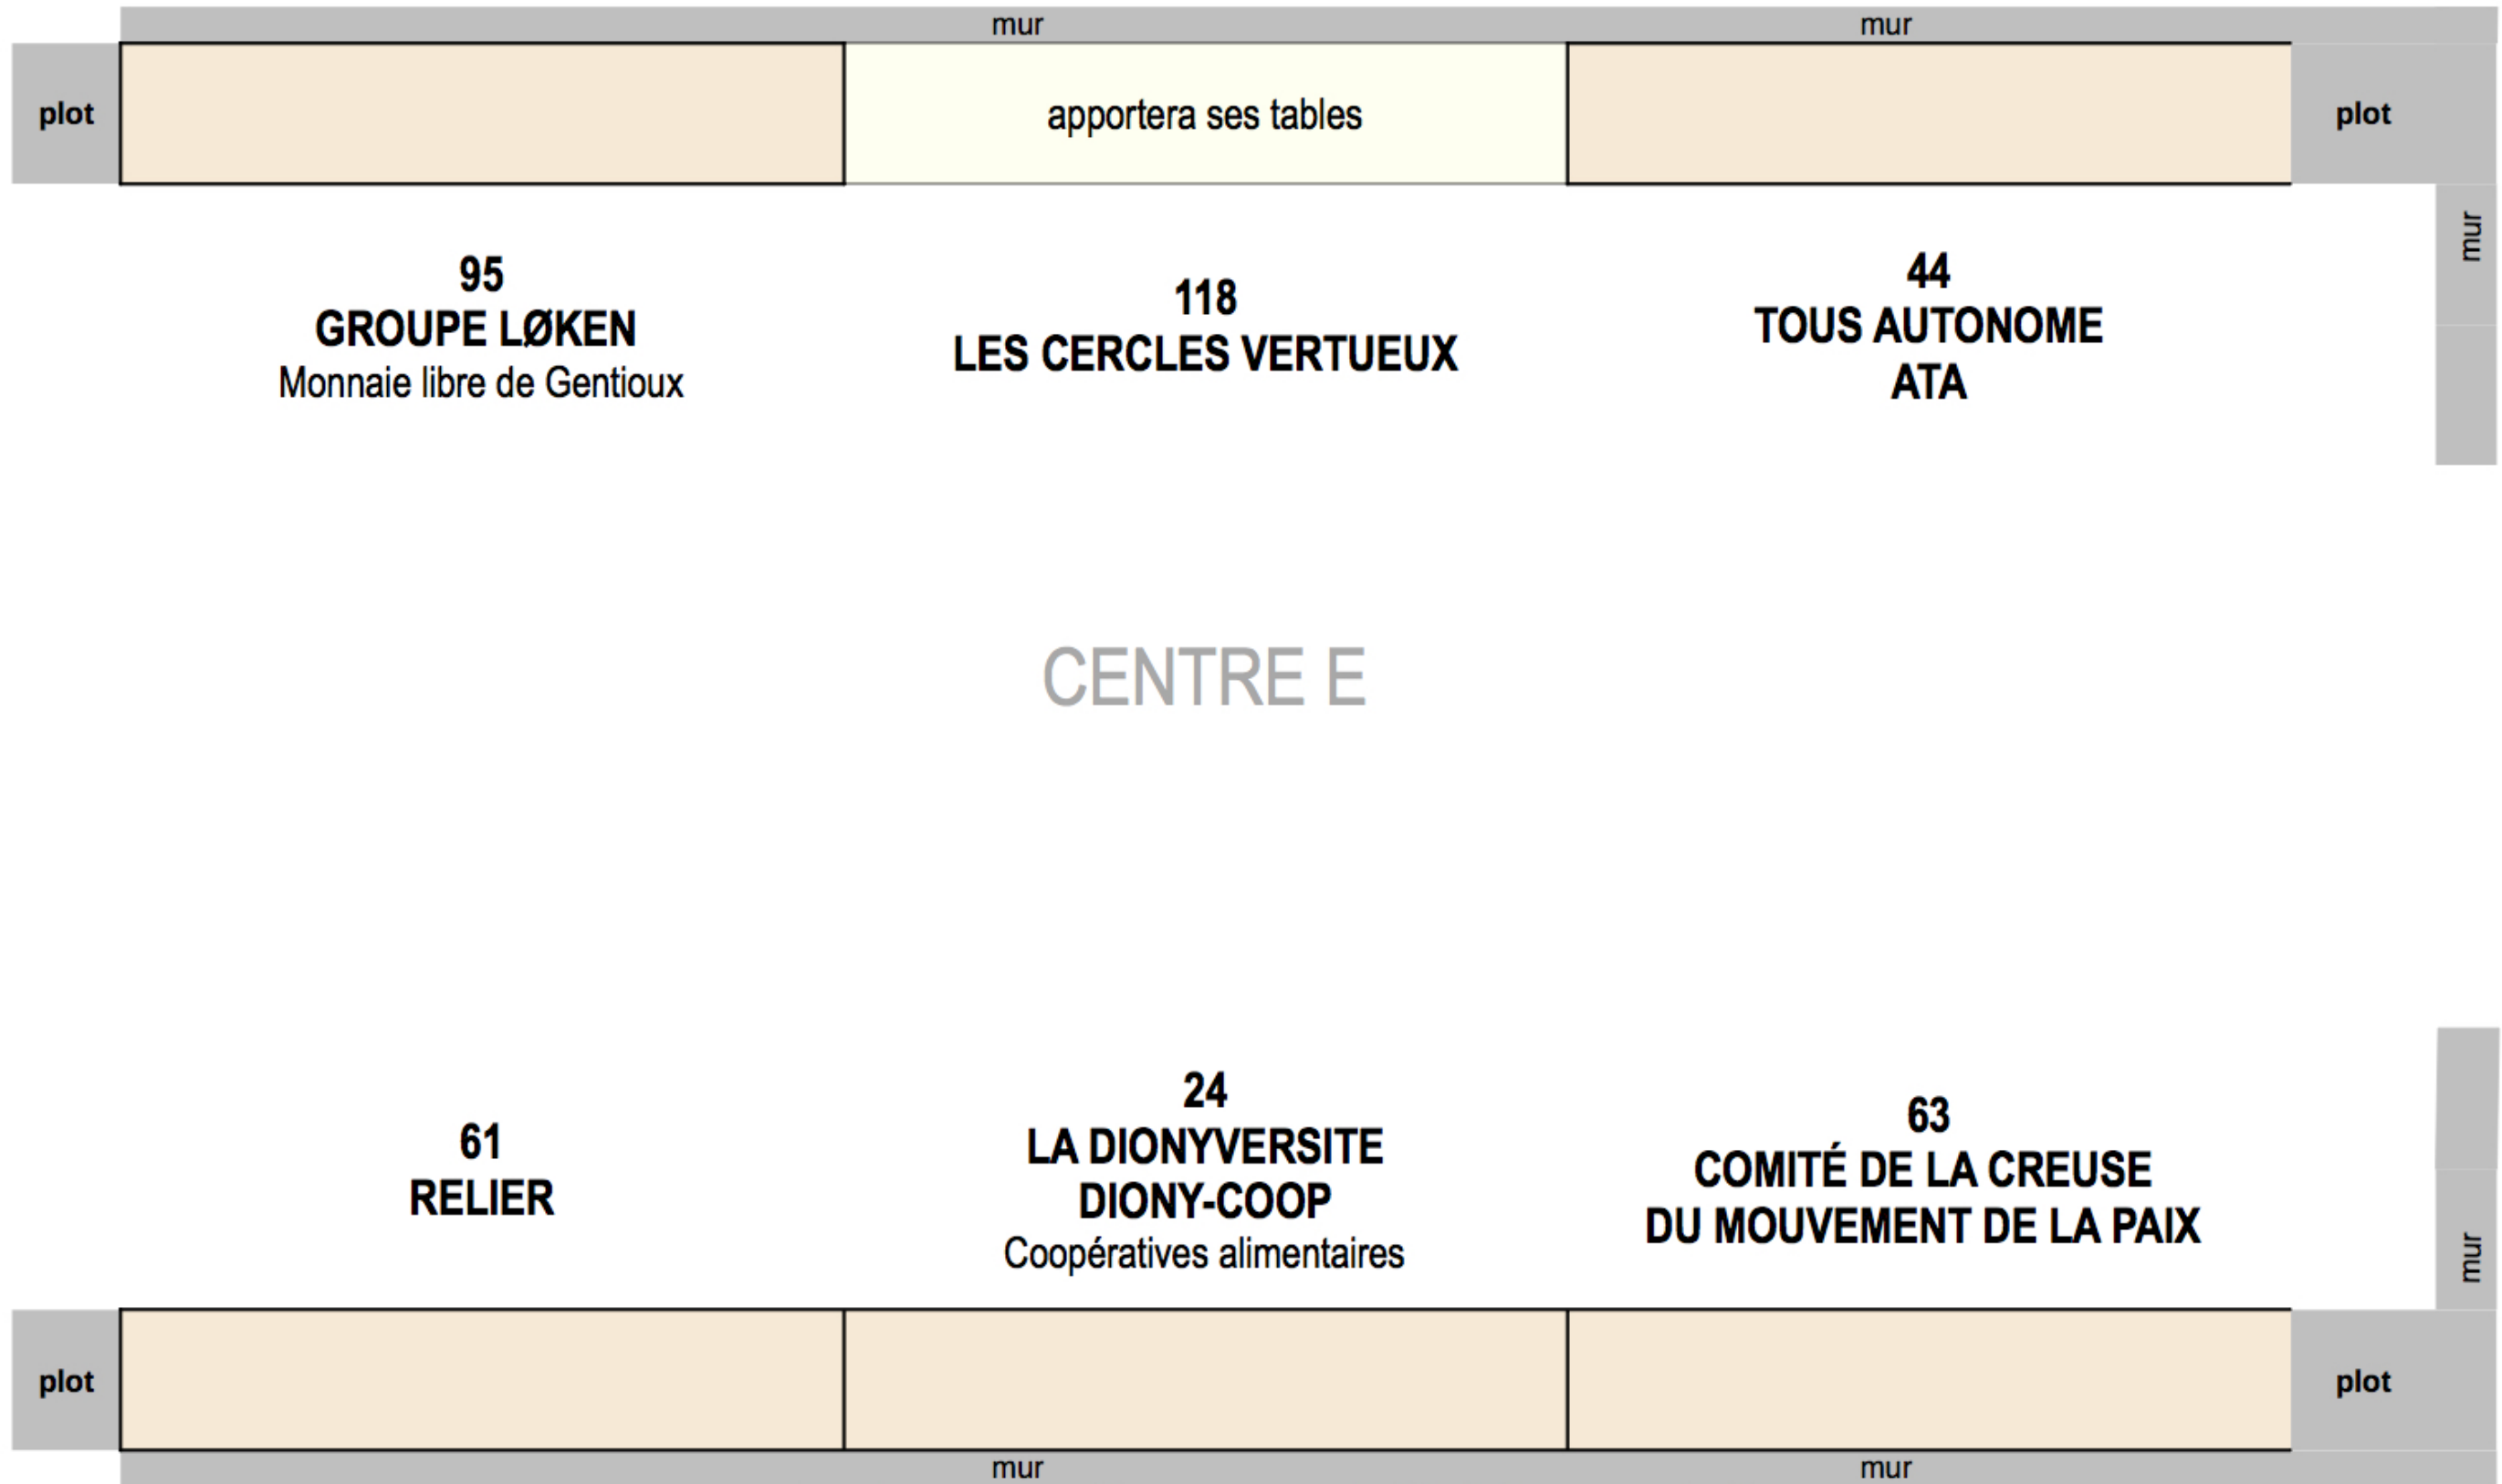 mur
mur
plot
apportera ses tables
plot
mur
95
GROUPE LØKEN
Monnaie libre de Gentioux
118
LES CERCLES VERTUEUX
44
TOUS AUTONOME
ATA
CENTRE E
61
RELIER
24
LA DIONYVERSITE
DIONY-COOP
Coopératives alimentaires
63
COMITÉ DE LA CREUSE
DU MOUVEMENT DE LA PAIX
mur
plot
plot
mur
mur